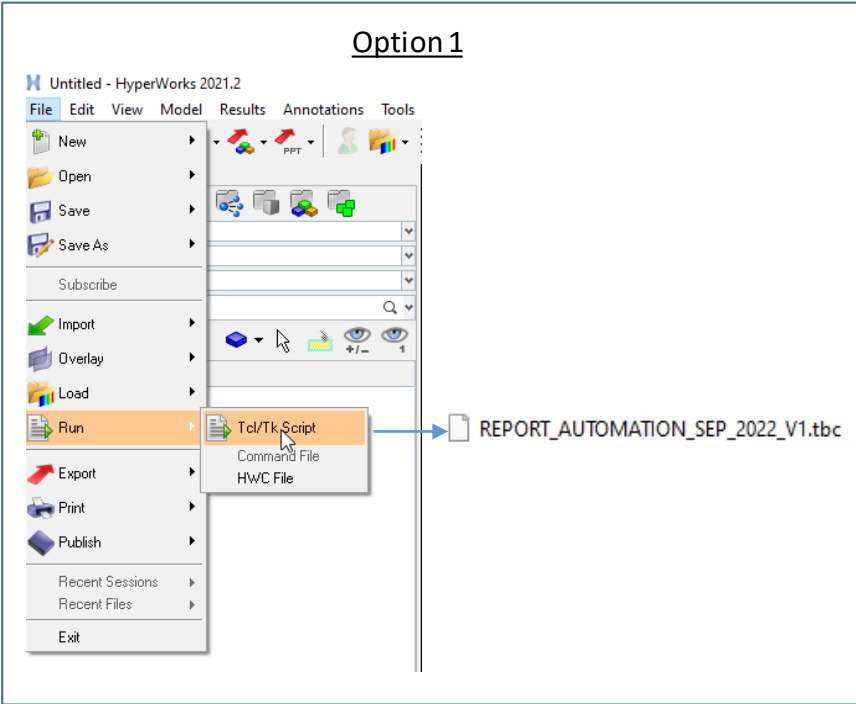 Option 1
Untitled - HyperWorks 2021.2
File Edit View Model Results Annotations Tools
PPT
New
Open
Save
Save As
Subscribe
Import
+/- 1
Overlay
Load
Run
Tcl/Tk Script
REPORT_AUTOMATION_SEP_2022_V1.tbc
Command File
HWC File
Export
Print
Publish
Recent Sessions
Recent Files
Exit